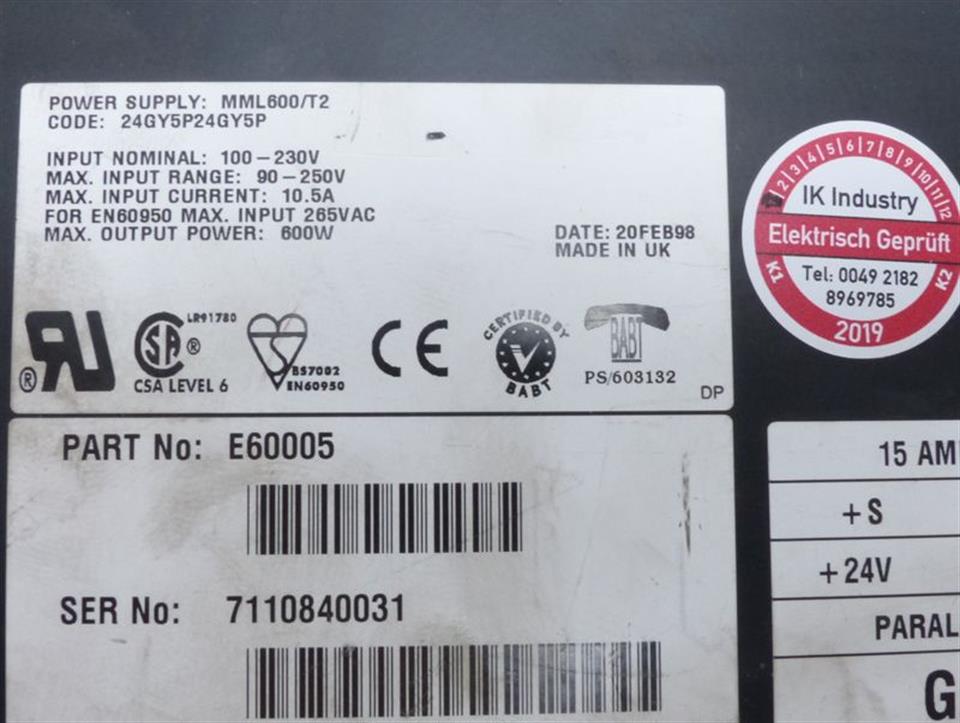 POWER SUPPLY: MML600/T2
CODE: 24GY5P24GY5P
INPUT NOMINAL: 100-230V
MAX. INPUT RANGE: 90-250V
MAX. INPUT CURRENT: 10.5A
FOR EN60950 MAX. INPUT 265VAC
MAX. OUTPUT POWER: 600W
DATE: 20FEB98
MADE IN UK
LR91780
CSA LEVEL 6
BS7002
EN60950
CE
CERTIFIED BY
BABT
BABT
PS/603132
DP
PART No: E60005
SER No: 7110840031
2 3 4 5 6 7 8 9 10 11 12
IK Industry
Elektrisch Geprüft
K1
Tel: 0049 2182
K2
8969785
2019
15 AM
+S
+24V
PARAL
G